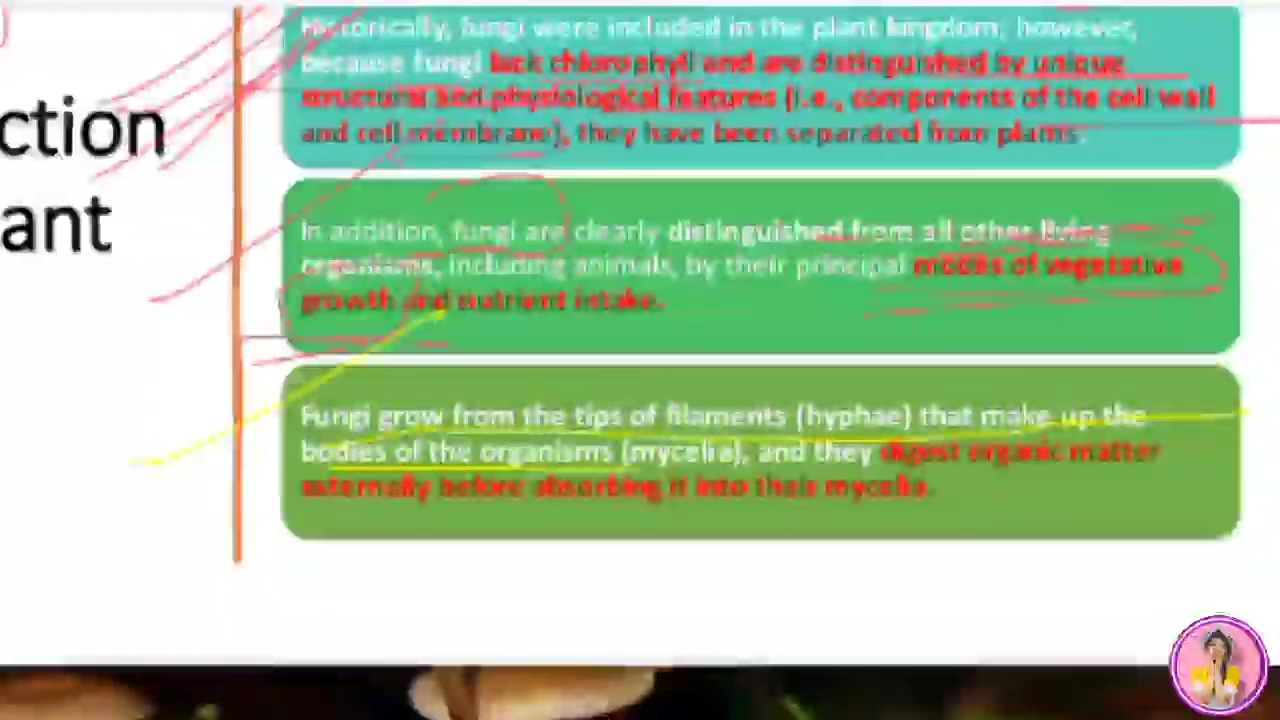 ction
ant
Historically, fungi were included in the plant kingdom; however,
because fungi lack chlorophyll and are distinguished by unique
structural and physiological features (i.e., components of the cell wall
and cell membrane), they have been separated from plants.
In addition, fungi are clearly distinguished from all other living
organisms, including animals, by their principal modes of vegetative
growth and nutrient intake.
Fungi grow from the tips of filaments (hyphae) that make up the
bodies of the organisms (mycelia), and they digest organic matter
externally before absorbing it into their mycelia.